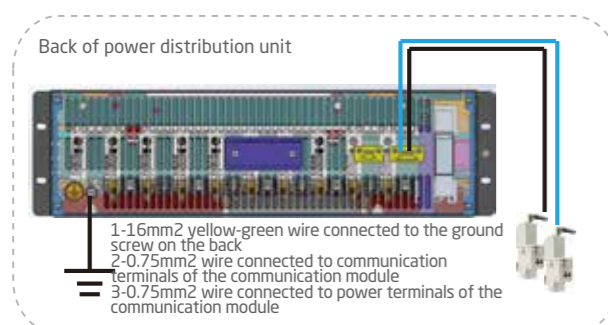 Back of power distribution unit
1-16mm2 yellow-green wire connected to the ground
screw on the back
2-0.75mm2 wire connected to communication
terminals of the communication module
3-0.75mm2 wire connected to power terminals of the
communication module